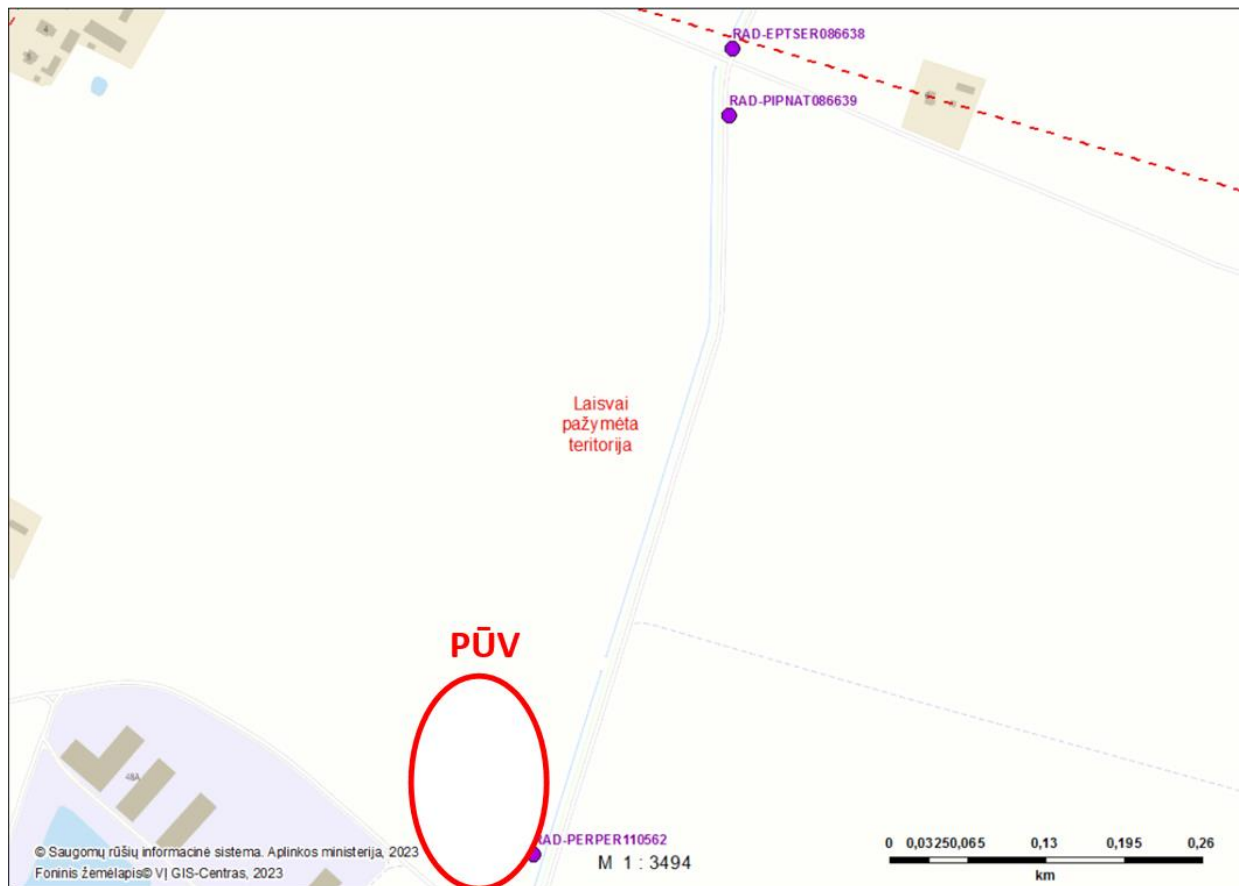 RAD-EPTSER086638
RAD-PIPNAT086639
Laisvai
pažymėta
teritorija
PŪV
48A
RAD-PERPER110562
© Saugomų rūšių informacinė sistema. Aplinkos ministerija, 2023
Foninis žemėlapis© VĮ GIS-Centras, 2023
M 1 : 3494
0 0,03250,065 0,13 0,195 0,26
km